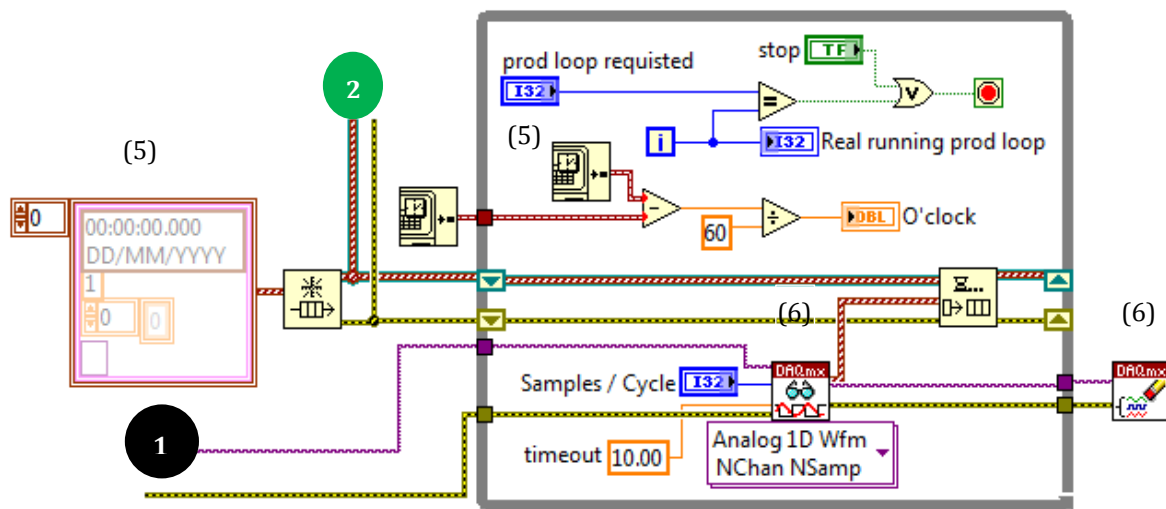 stop
TF
prod loop requisted
I32
2
=
V
(5)
(5)
i
I32
Real running prod loop
0
00:00:00.000
DD/MM/YYYY
1
0
0
-
60
÷
DBL
O'clock
(6)
(6)
DAQmx
DAQmx
Samples / Cycle
I32
1
timeout
10.00
Analog 1D Wfm
NChan NSamp